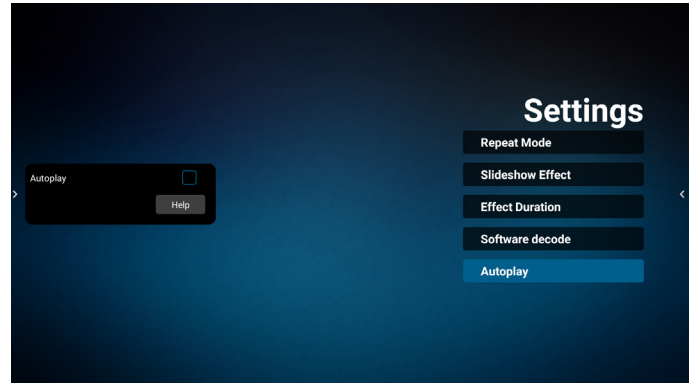 Settings
Repeat Mode
Slideshow Effect
Effect Duration
Software decode
Autoplay
Autoplay
Help